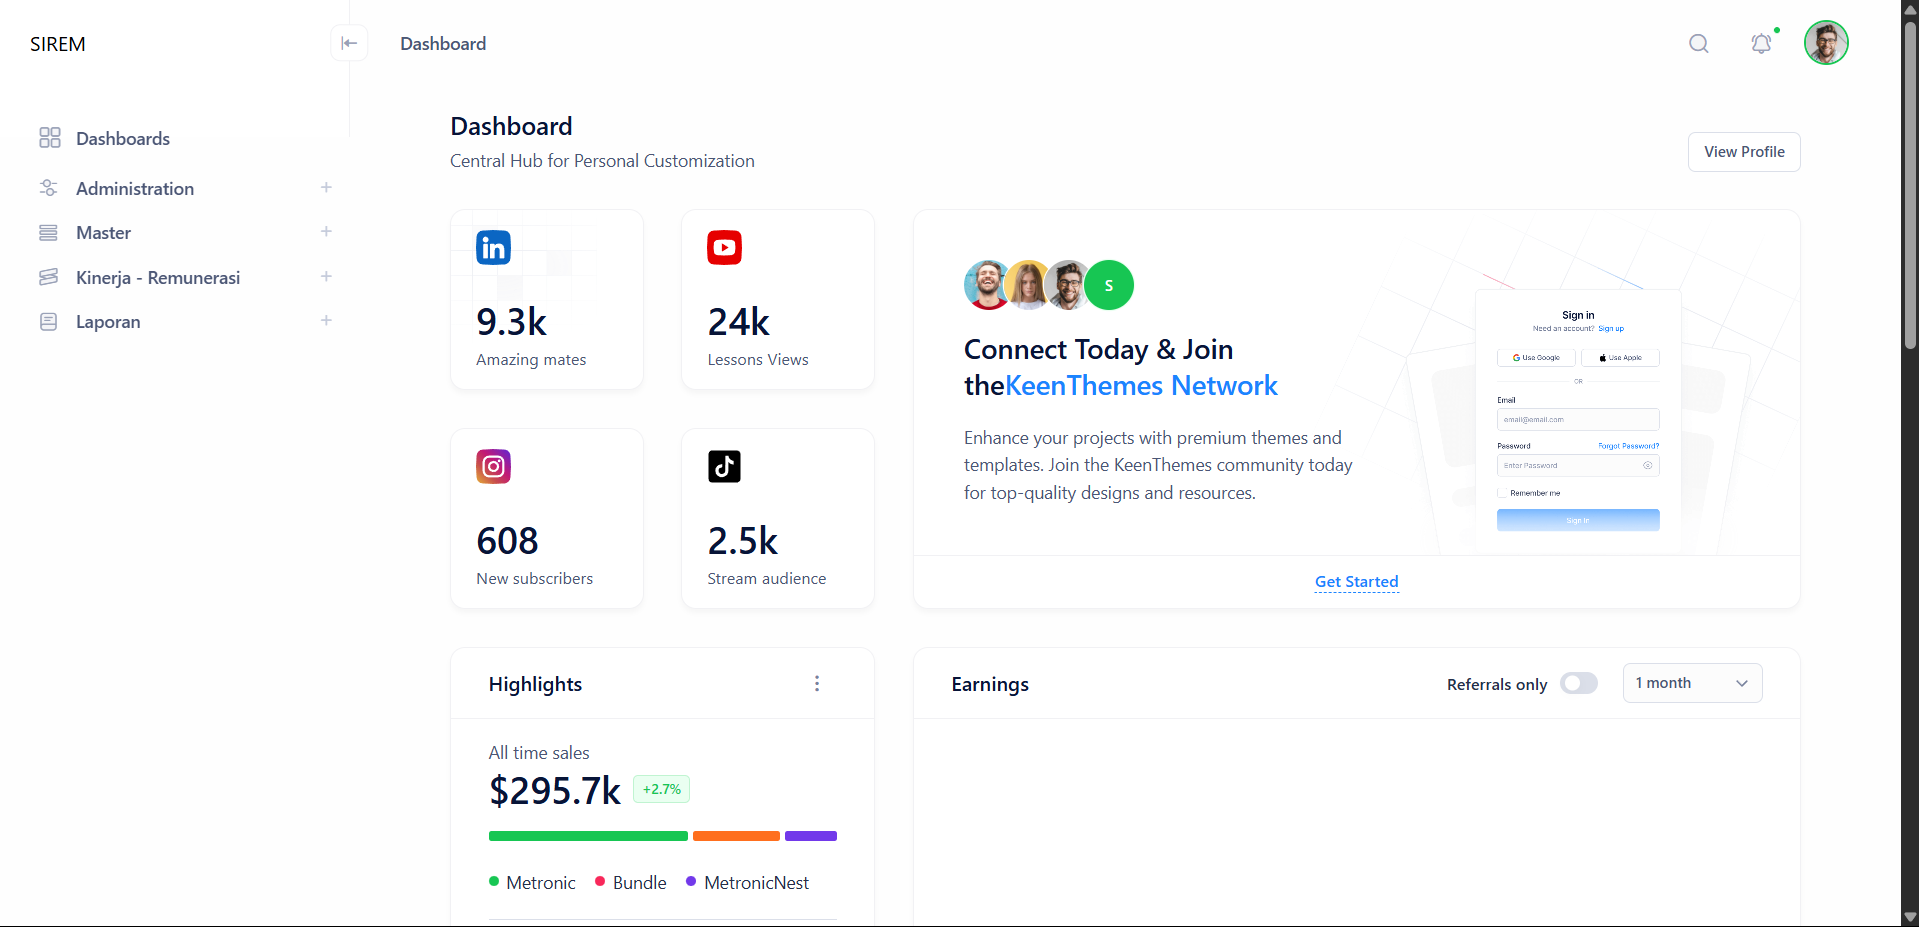 SIREM
Dashboard
Dashboards
Administration
Master
Kinerja - Remunerasi
Laporan
Dashboard
Central Hub for Personal Customization
View Profile
9.3k
Amazing mates
24k
Lessons Views
608
New subscribers
2.5k
Stream audience
S
Connect Today & Join
theKeenThemes Network
Enhance your projects with premium themes and
templates. Join the KeenThemes community today
for top-quality designs and resources.
Sign in
Need an account? Sign up
Use Google
Use Apple
OR
Email
email@email.com
Password
Forgot Password?
Enter Password
Remember me
Sign In
Get Started
Highlights
All time sales
$295.7k
+2.7%
Metronic
Bundle
MetronicNest
Earnings
Referrals only
1 month